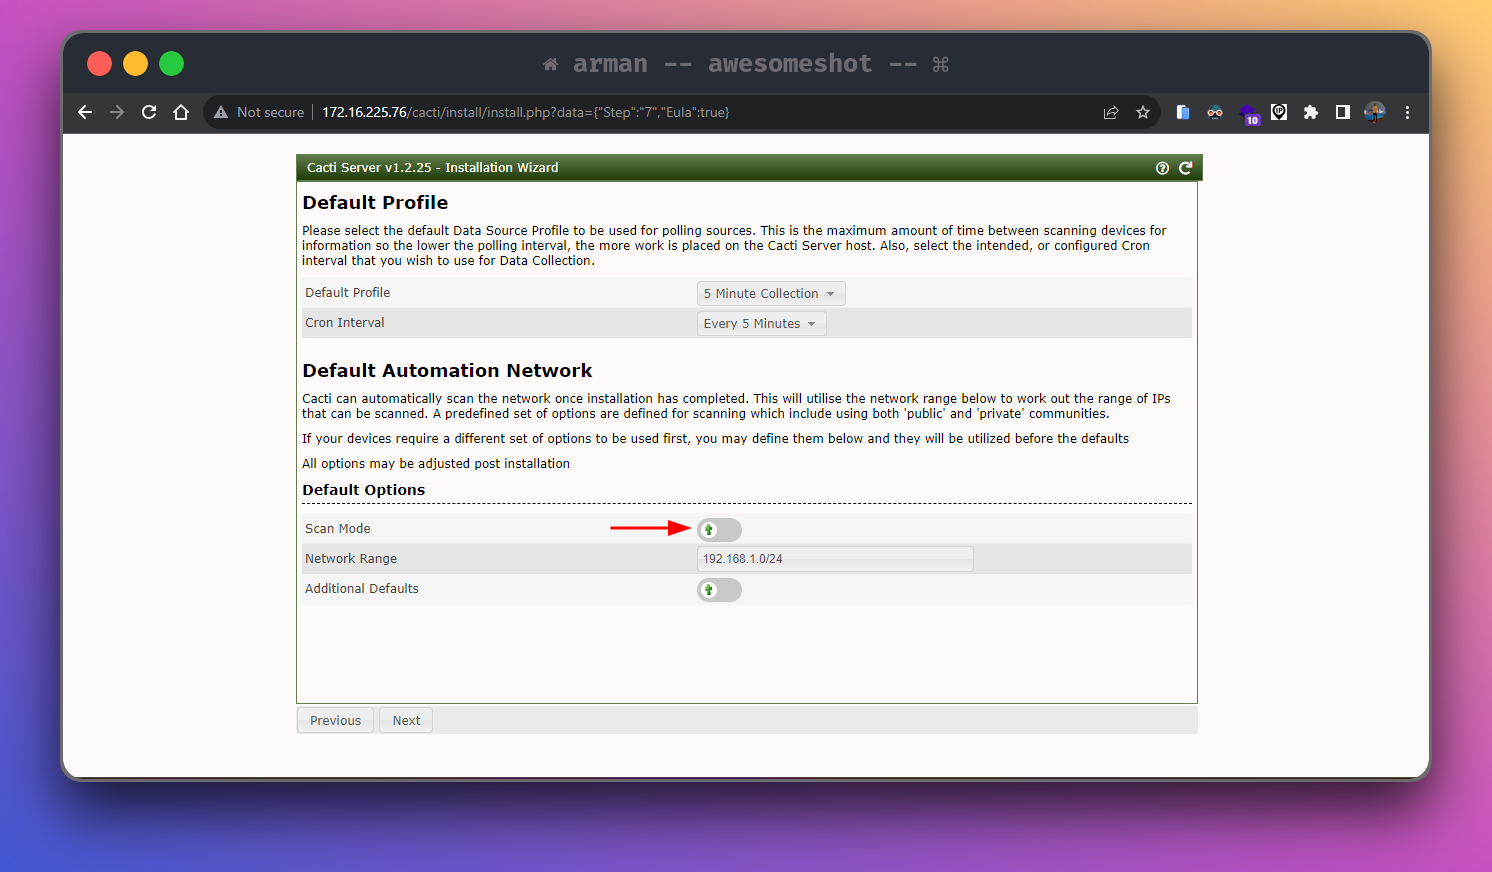 arman -- awesomeshot -- ⌘
Not secure 172.16.225.76/cacti/install/install.php?data={"Step":"7","Eula":true}
10
Cacti Server v1.2.25 - Installation Wizard
Default Profile
Please select the default Data Source Profile to be used for polling sources. This is the maximum amount of time between scanning devices for
information so the lower the polling interval, the more work is placed on the Cacti Server host. Also, select the intended, or configured Cron
interval that you wish to use for Data Collection.
Default Profile 5 Minute Collection
Cron Interval Every 5 Minutes
Default Automation Network
Cacti can automatically scan the network once installation has completed. This will utilise the network range below to work out the range of IPs
that can be scanned. A predefined set of options are defined for scanning which include using both 'public' and 'private' communities.
If your devices require a different set of options to be used first, you may define them below and they will be utilized before the defaults
All options may be adjusted post installation
Default Options
Scan Mode
Network Range 192.168.1.0/24
Additional Defaults
Previous Next